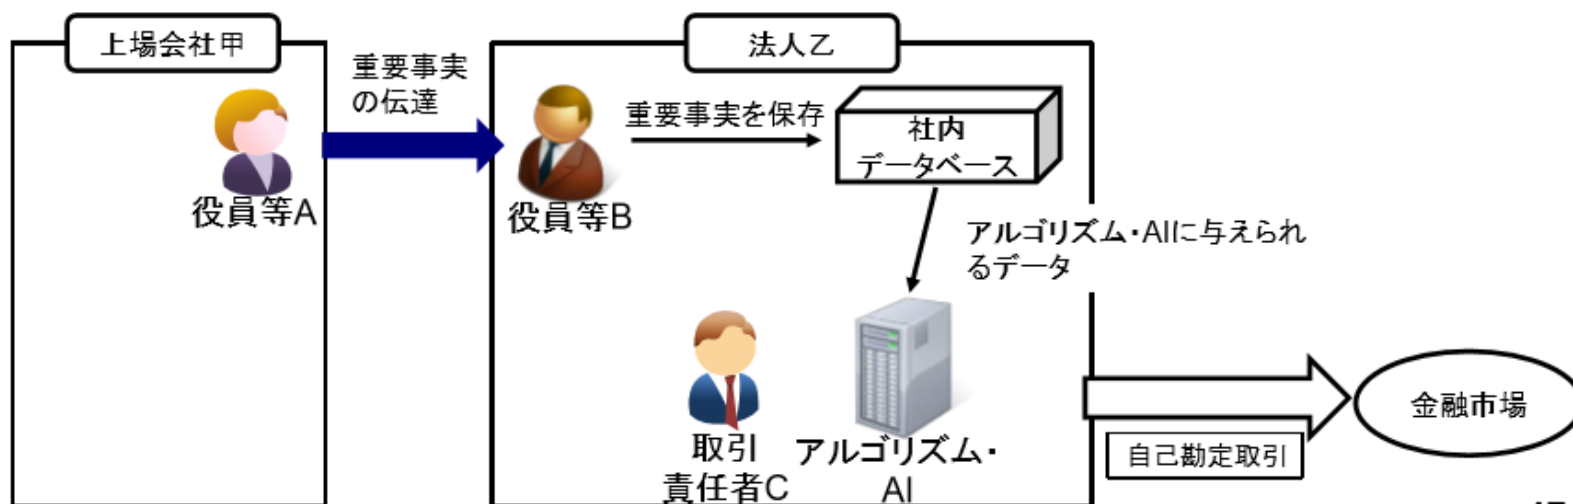 上場会社甲
法人乙
重要事実
の伝達
重要事実を保存
社内
データベース
役員等A
役員等B
アルゴリズム・AIに与えられ
るデータ
取引
責任者C
アルゴリズム・
AI
自己勘定取引
金融市場